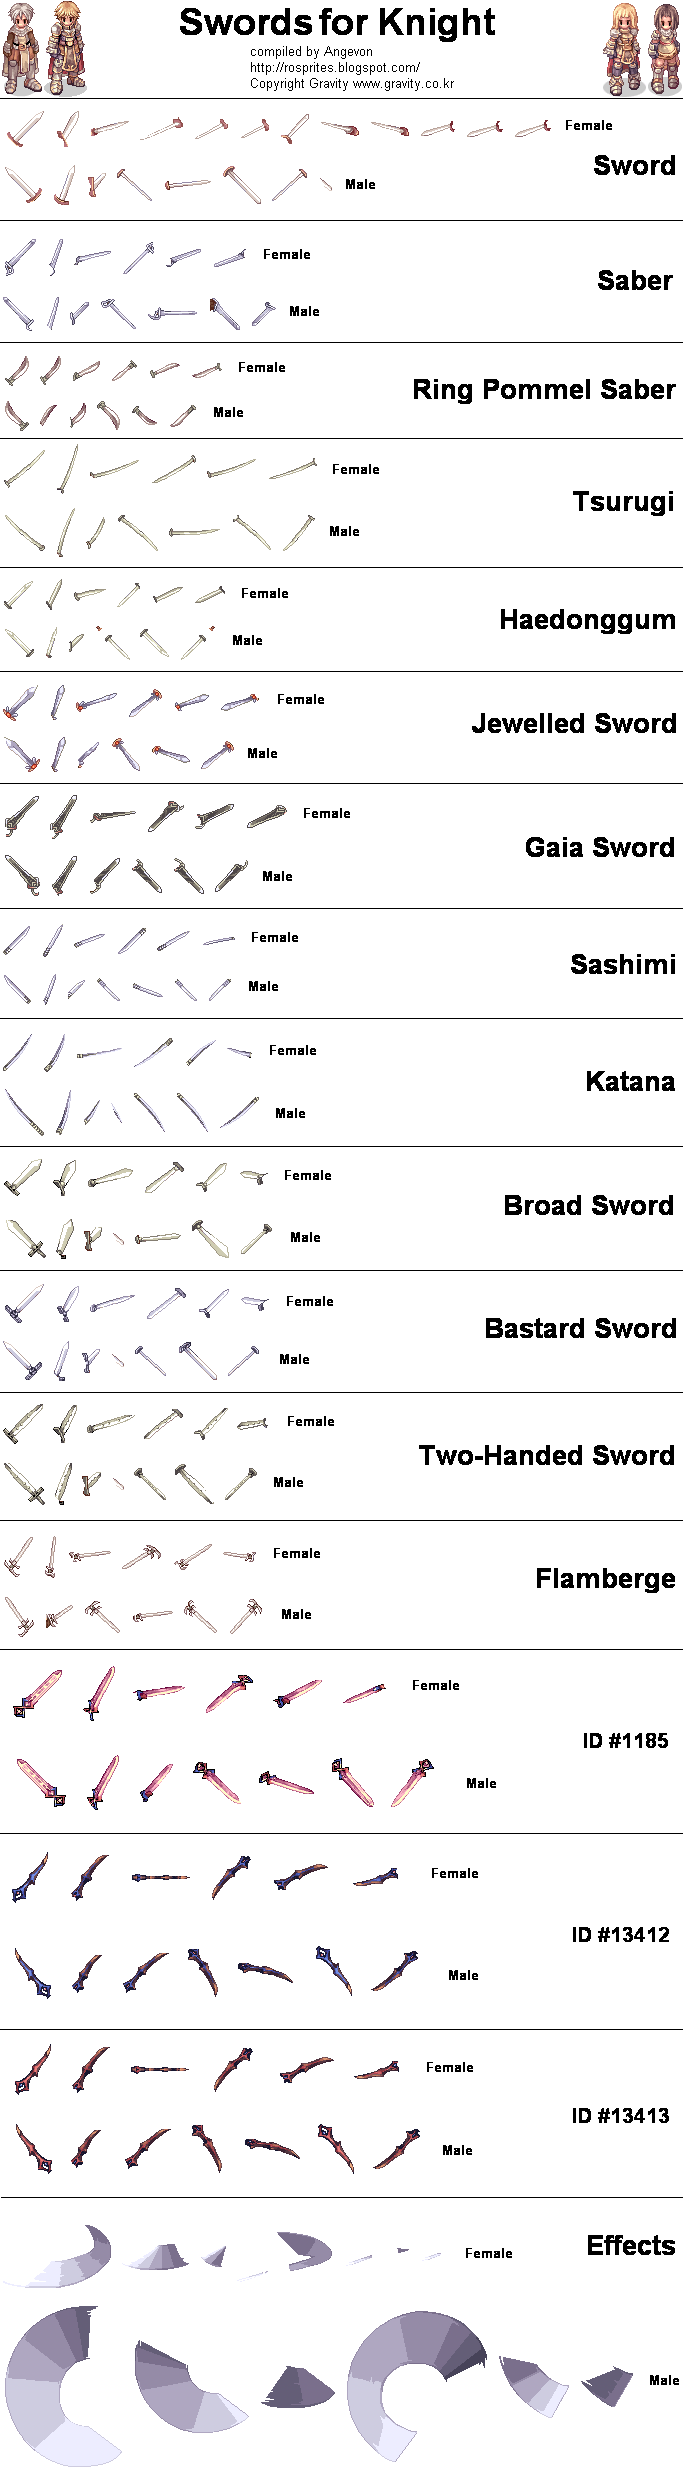 Swords for Knight
compiled by Angevon
http://rosprites.blogspot.com/
Copyright Gravity www.gravity.co.kr
Female
Sword
Male
Female
Saber
Male
Female
Ring Pommel Saber
Male
Female
Tsurugi
Male
Female
Haedonggum
Male
Female
Jewelled Sword
Male
Female
Gaia Sword
Male
Female
Sashimi
Male
Female
Katana
Male
Female
Broad Sword
Male
Female
Bastard Sword
Male
Female
Two-Handed Sword
Male
Female
Flamberge
Male
Female
ID #1185
Male
Female
ID #13412
Male
Female
ID #13413
Male
Effects
Female
Male